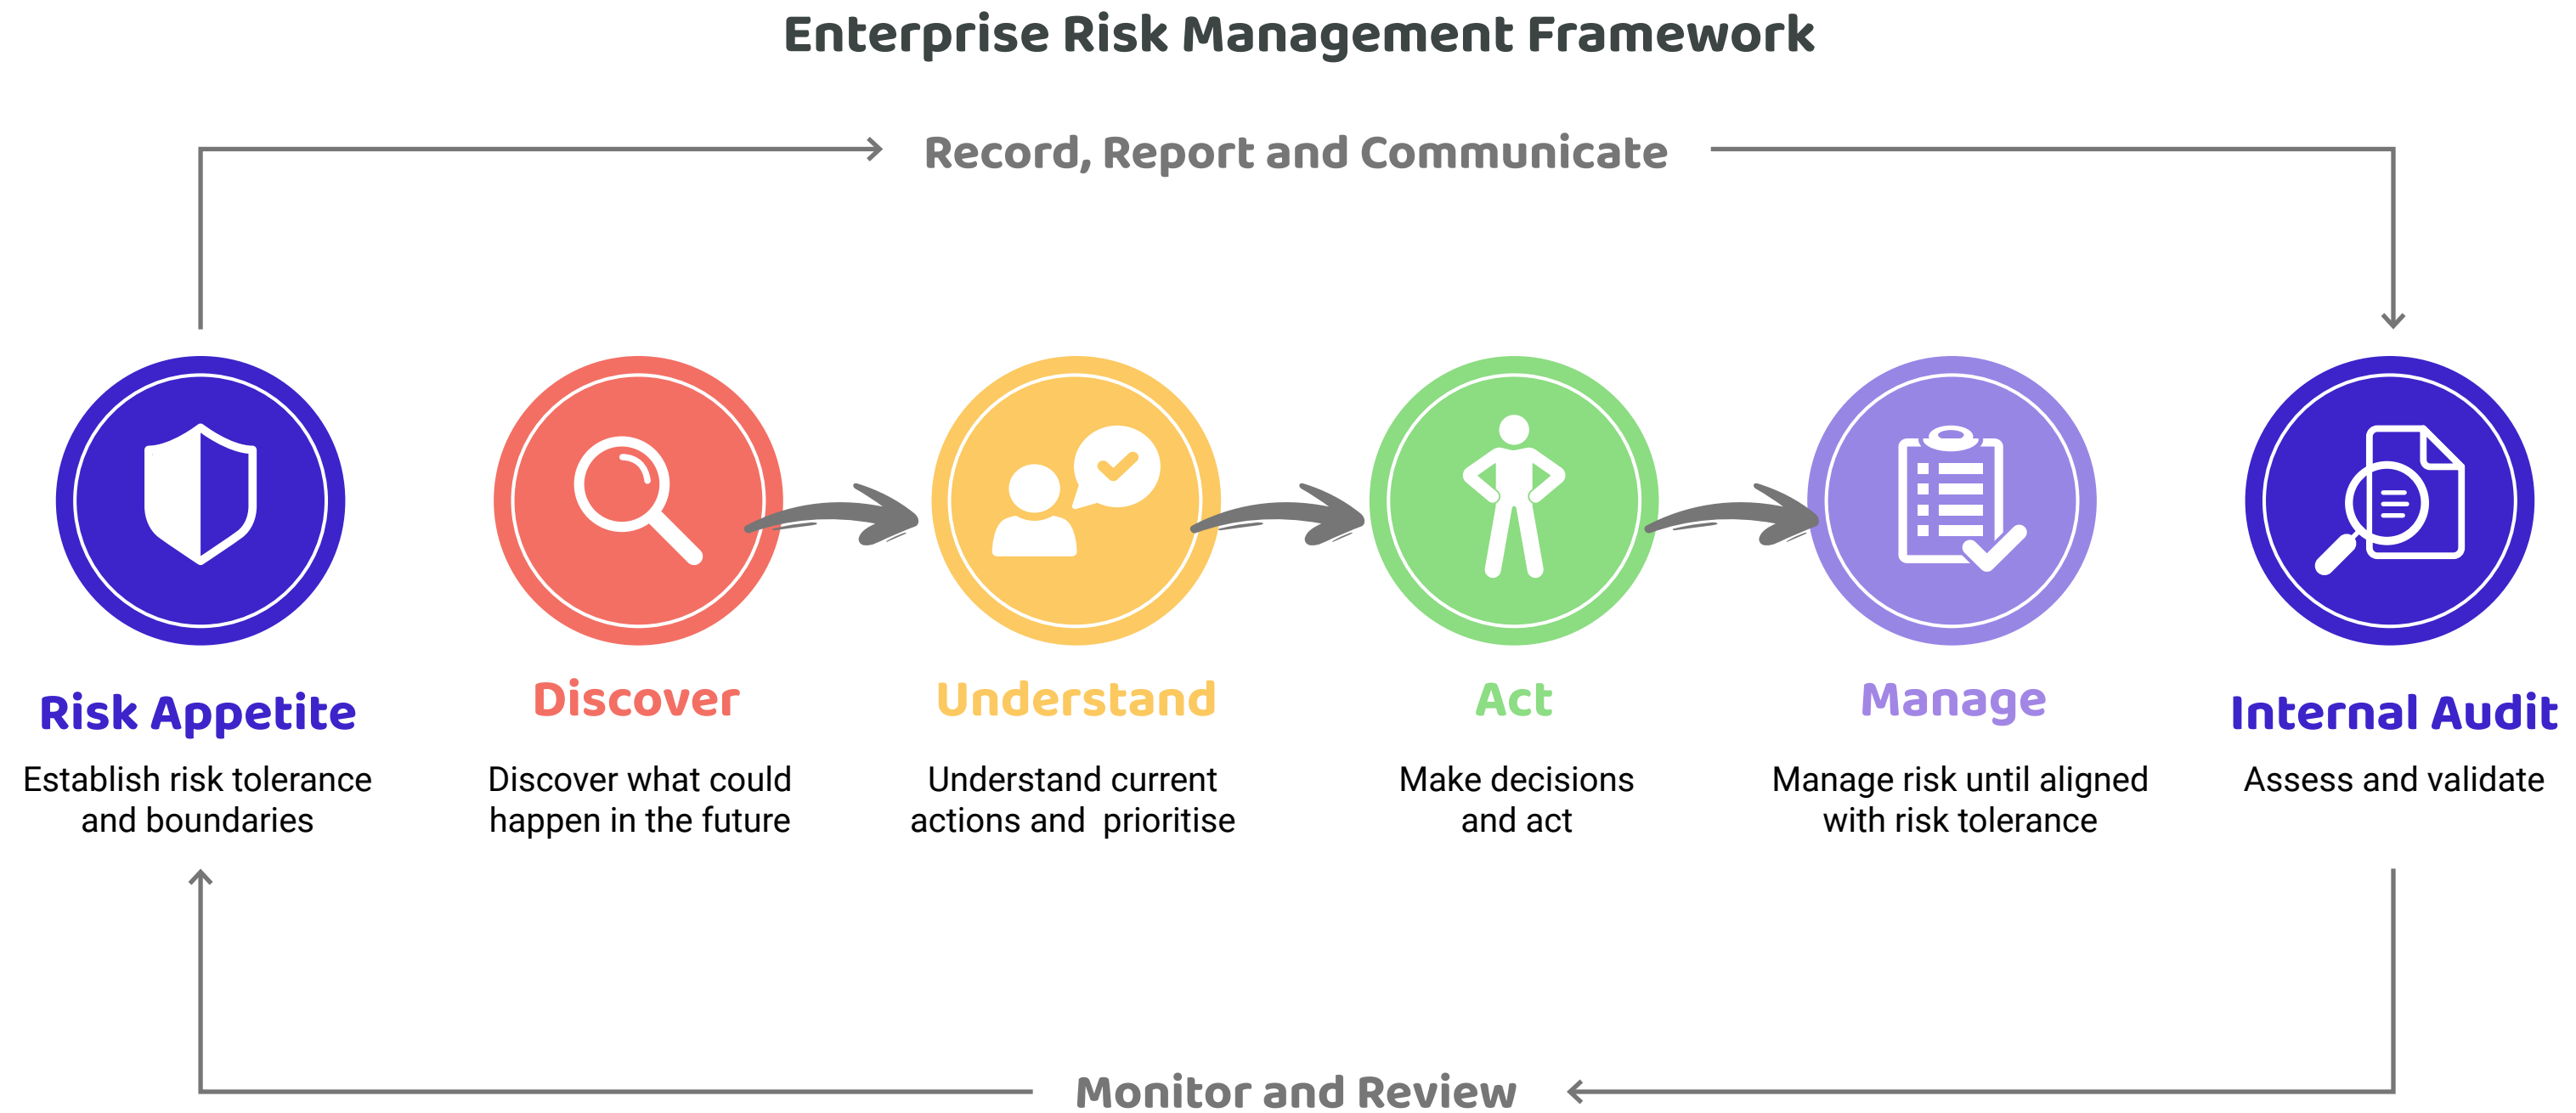 Enterprise Risk Management Framework
Record, Report and Communicate
Risk Appetite
Establish risk tolerance
and boundaries
Discover
Discover what could
happen in the future
Understand
Understand current
actions and  prioritise
Act
Make decisions
and act
Manage
Manage risk until aligned
with risk tolerance
Internal Audit
Assess and validate
Monitor and Review